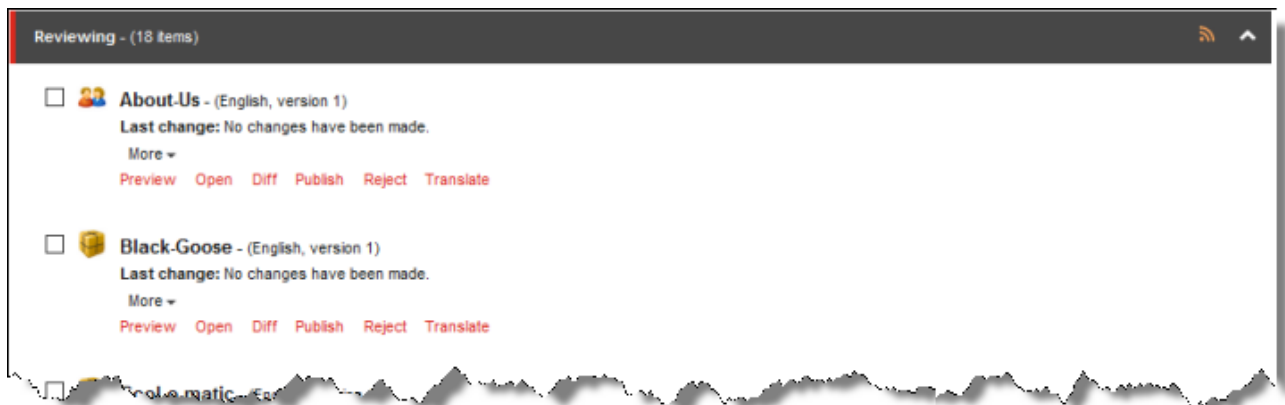 Reviewing - (18 items)
About-Us - (English, version 1)
Last change: No changes have been made.
More
Preview Open Diff Publish Reject Translate
Black-Goose - (English, version 1)
Last change: No changes have been made.
More
Preview Open Diff Publish Reject Translate